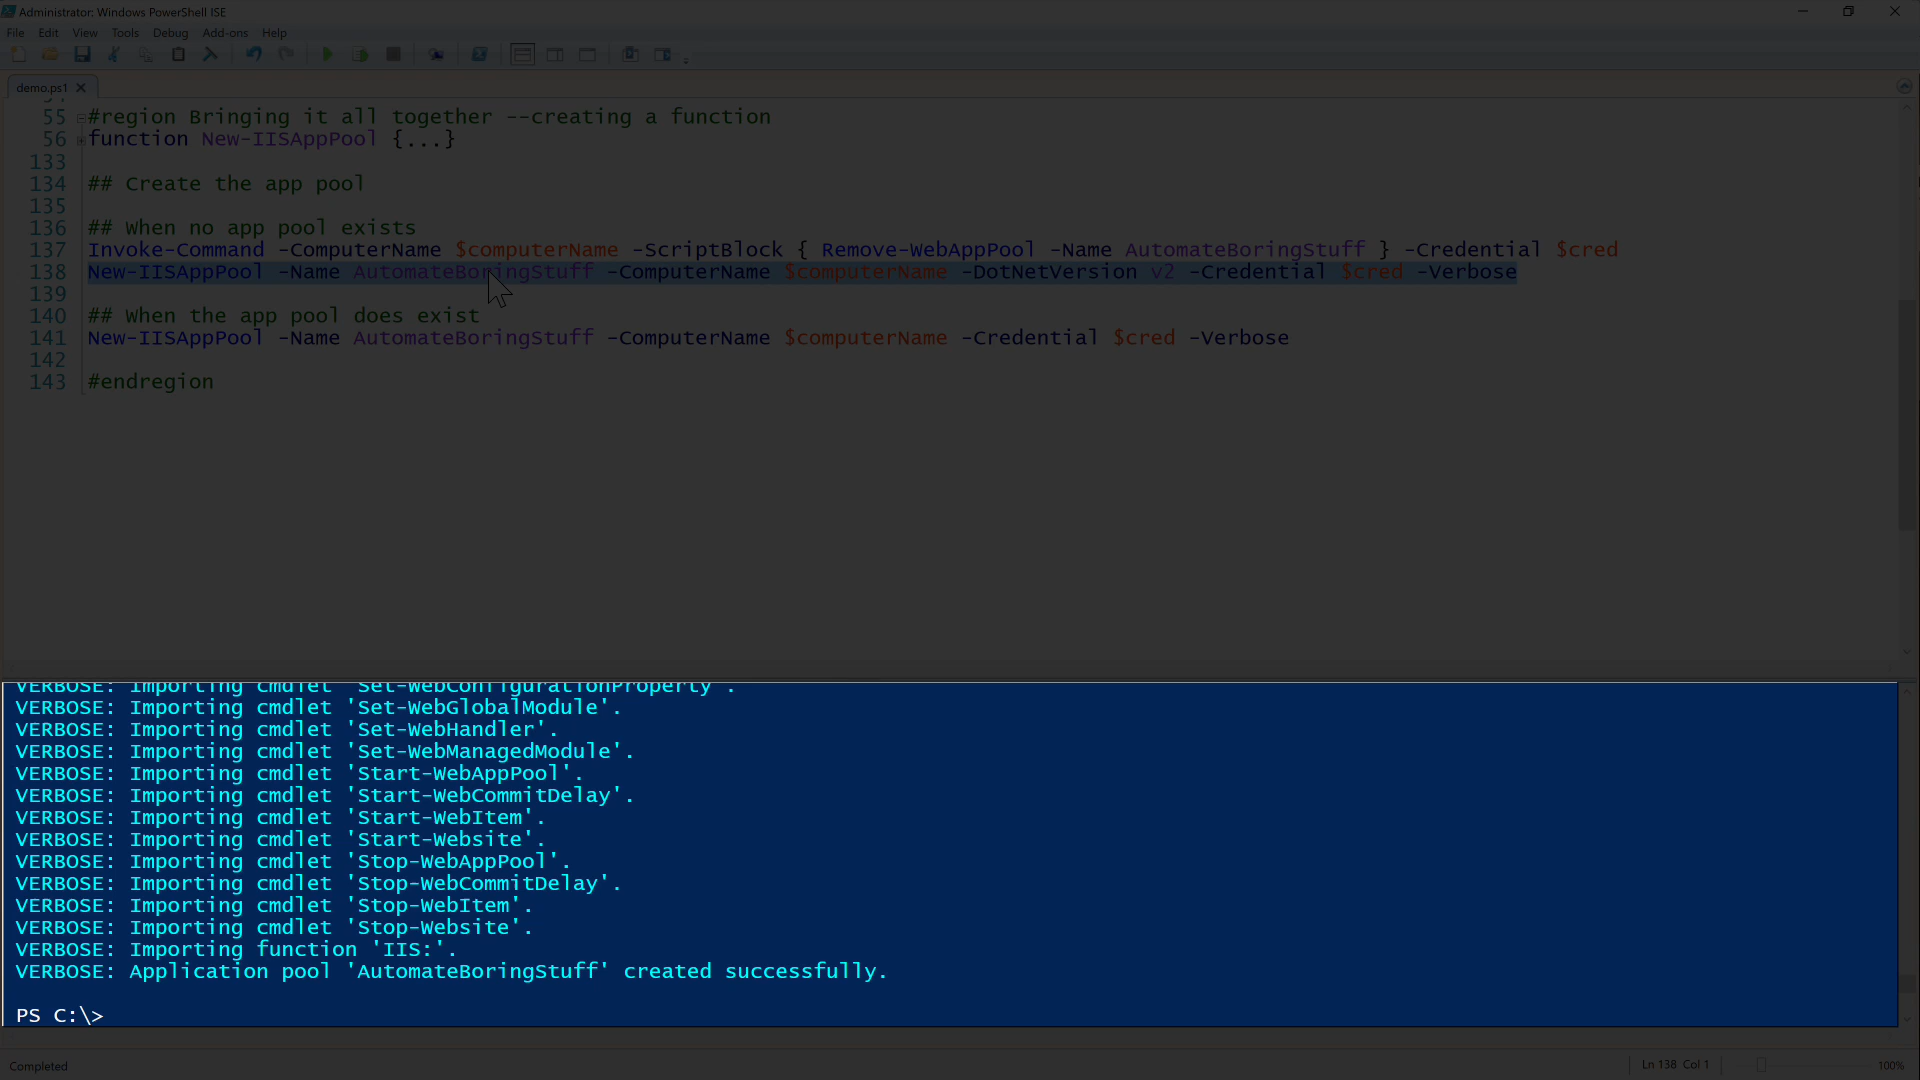 Administrator: Windows PowerShell ISE
File Edit View Tools Debug Add-ons Help
demo.ps1
55 #region Bringing it all together --creating a function
56 function New-IISAppPool {...}
133
134 ## Create the app pool
135
136 ## When no app pool exists
137 Invoke-Command -ComputerName $computerName -ScriptBlock { Remove-WebAppPool -Name AutomateBoringStuff } -Credential $cred
138 New-IISAppPool -Name AutomateBoringStuff -ComputerName $computerName -DotNetVersion v2 -Credential $cred -Verbose
139
140 ## When the app pool does exist
141 New-IISAppPool -Name AutomateBoringStuff -ComputerName $computerName -Credential $cred -Verbose
142
143 #endregion
VERBOSE: Importing cmdlet 'Set-WebConfigurationProperty'.
VERBOSE: Importing cmdlet 'Set-WebGlobalModule'.
VERBOSE: Importing cmdlet 'Set-WebHandler'.
VERBOSE: Importing cmdlet 'Set-WebManagedModule'.
VERBOSE: Importing cmdlet 'Start-WebAppPool'.
VERBOSE: Importing cmdlet 'Start-WebCommitDelay'.
VERBOSE: Importing cmdlet 'Start-WebItem'.
VERBOSE: Importing cmdlet 'Start-Website'.
VERBOSE: Importing cmdlet 'Stop-WebAppPool'.
VERBOSE: Importing cmdlet 'Stop-WebCommitDelay'.
VERBOSE: Importing cmdlet 'Stop-WebItem'.
VERBOSE: Importing cmdlet 'Stop-Website'.
VERBOSE: Importing function 'IIS:'.
VERBOSE: Application pool 'AutomateBoringStuff' created successfully.
PS C:\>
Completed
Ln 138 Col 1
100%